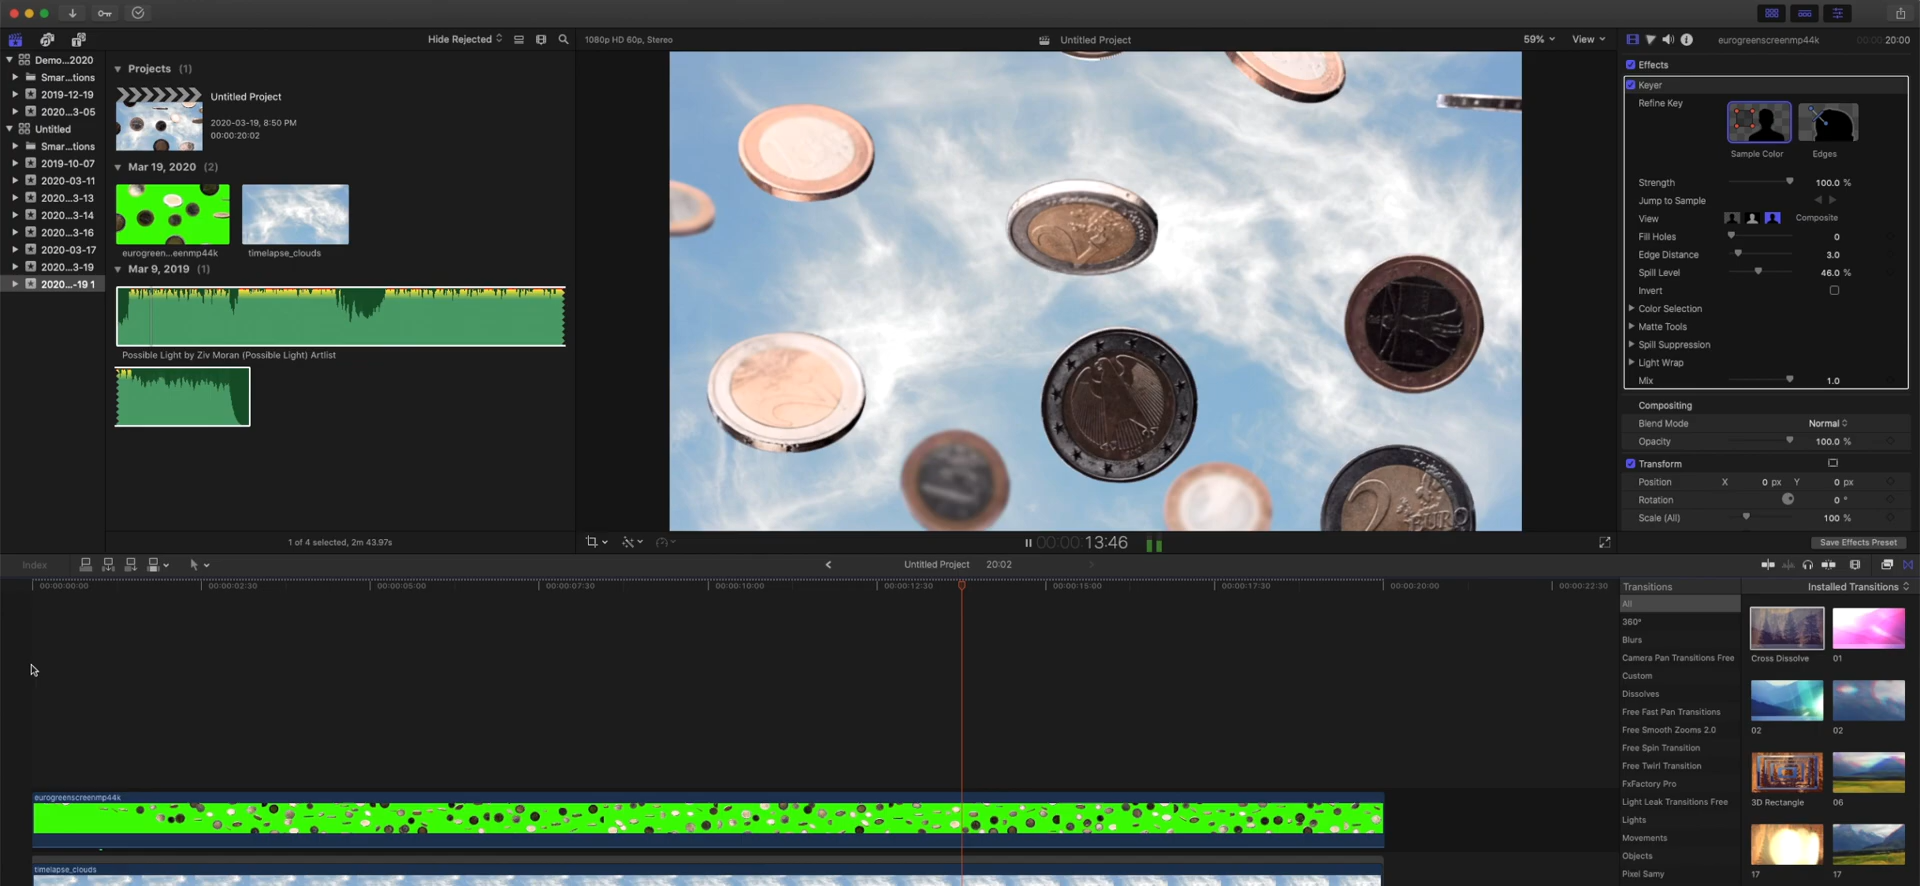 Hide Rejected
1080p HD 60p, Stereo
Untitled Project
59%
View
eurogreenscreenmp44k
00:00:20:00
Demo...2020
Smar...tions
2019-12-19
2020...3-05
Untitled
Smar...tions
2019-10-07
2020-03-11
2020...3-13
2020...3-14
2020...3-16
2020-03-17
2020...3-19
2020...-19 1
Projects (1)
Untitled Project
2020-03-19, 8:50 PM
00:00:20:02
Mar 19, 2020 (2)
eurogreen...eenmp44k
timelapse_clouds
Mar 9, 2019 (1)
Possible Light by Ziv Moran (Possible Light) Artlist
1 of 4 selected, 2m 43.97s
2 EURO
Effects
Keyer
Refine Key
Sample Color
Edges
Strength 100.0 %
Jump to Sample
View Composite
Fill Holes 0
Edge Distance 3.0
Spill Level 46.0 %
Invert
Color Selection
Matte Tools
Spill Suppression
Light Wrap
Mix 1.0
Compositing
Blend Mode Normal
Opacity 100.0 %
Transform
Position X 0 px Y 0 px
Rotation 0 °
Scale (All) 100 %
Save Effects Preset
00:00:13:46
Index
Untitled Project 20:02
00:00:00:00
00:00:02:30
00:00:05:00
00:00:07:30
00:00:10:00
00:00:12:30
00:00:15:00
00:00:17:30
00:00:20:00
00:00:22:30
eurogreenscreenmp44k
timelapse_clouds
Transitions
Installed Transitions
All
360°
Blurs
Camera Pan Transitions Free
Custom
Dissolves
Free Fast Pan Transitions
Free Smooth Zooms 2.0
Free Spin Transition
Free Twirl Transition
FxFactory Pro
Light Leak Transitions Free
Lights
Movements
Objects
Pixel Samy
Cross Dissolve
01
02
02
3D Rectangle
06
17
17